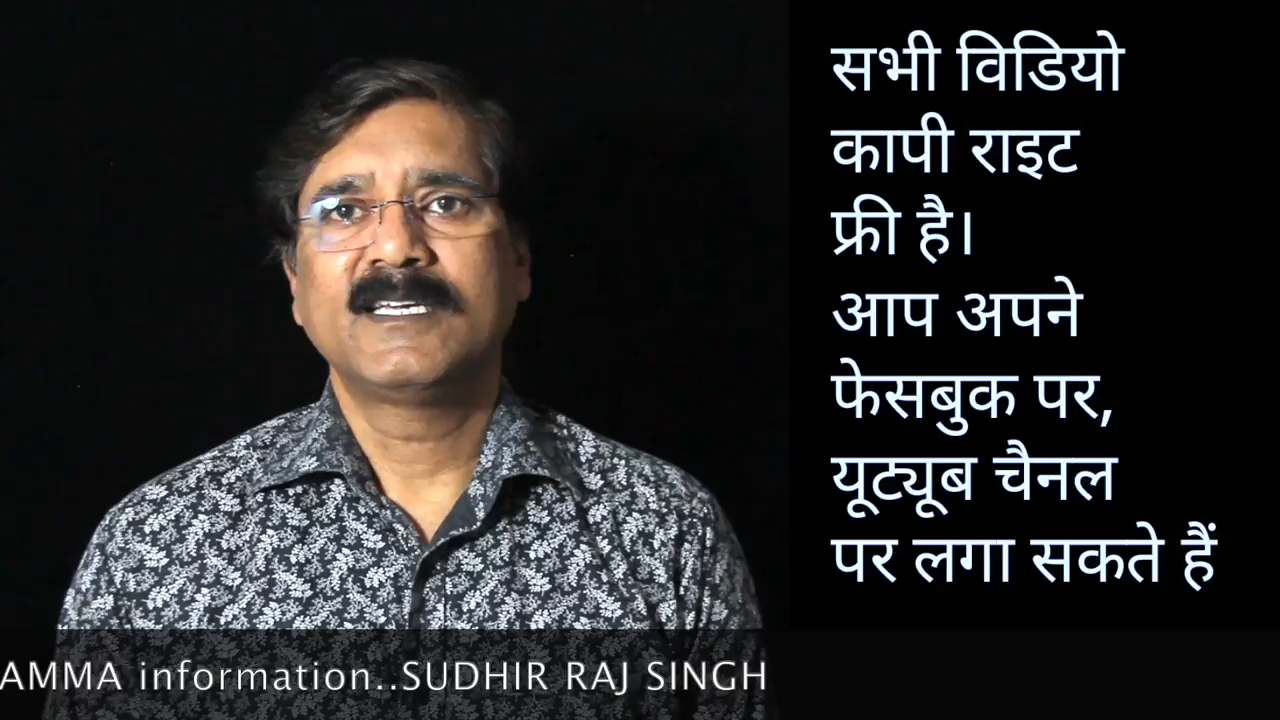 सभी विडियो
कापी राइट
फ्री है।
आप अपने
फेसबुक पर,
यूट्यूब चैनल
पर लगा सकते हैं
AMMA information..SUDHIR RAJ SINGH